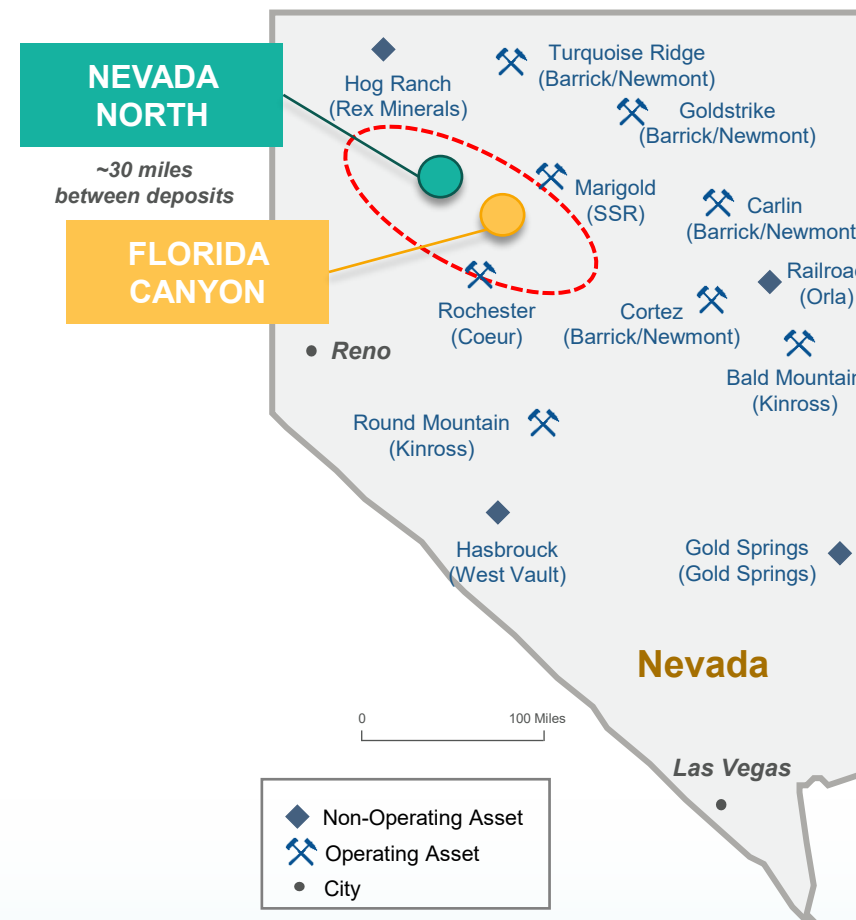 NEVADA
NORTH
~30 miles
between deposits
FLORIDA
CANYON
Hog Ranch
(Rex Minerals)
Turquoise Ridge
(Barrick/Newmont)
Goldstrike
(Barrick/Newmont)
Marigold
(SSR)
Carlin
(Barrick/Newmont
Railroa
(Orla)
Rochester
(Coeur)
Cortez
(Barrick/Newmont)
Bald Mountain
(Kinross)
Reno
Round Mountain
(Kinross)
Hasbrouck
(West Vault)
Gold Springs
(Gold Springs)
Nevada
0
100 Miles
Las Vegas
Non-Operating Asset
Operating Asset
City